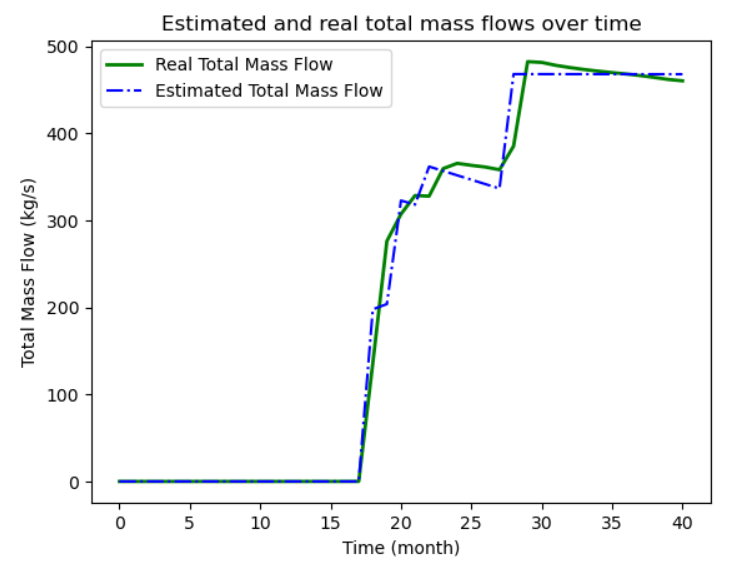 Estimated and real total mass flows over time
Real Total Mass Flow
Estimated Total Mass Flow
Total Mass Flow (kg/s)
500
400
300
200
100
0
0 5 10 15 20 25 30 35 40
Time (month)